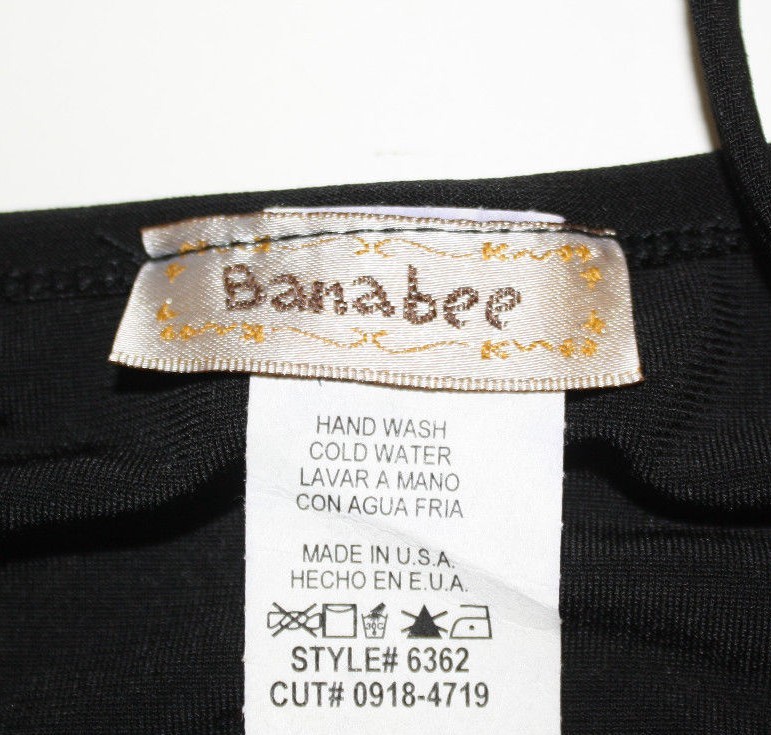 Banabee
HAND WASH
COLD WATER
LAVAR A MANO
CON AGUA FRIA
MADE IN U.S.A.
HECHO EN E.U.A.
30C
STYLE# 6362
CUT# 0918-4719